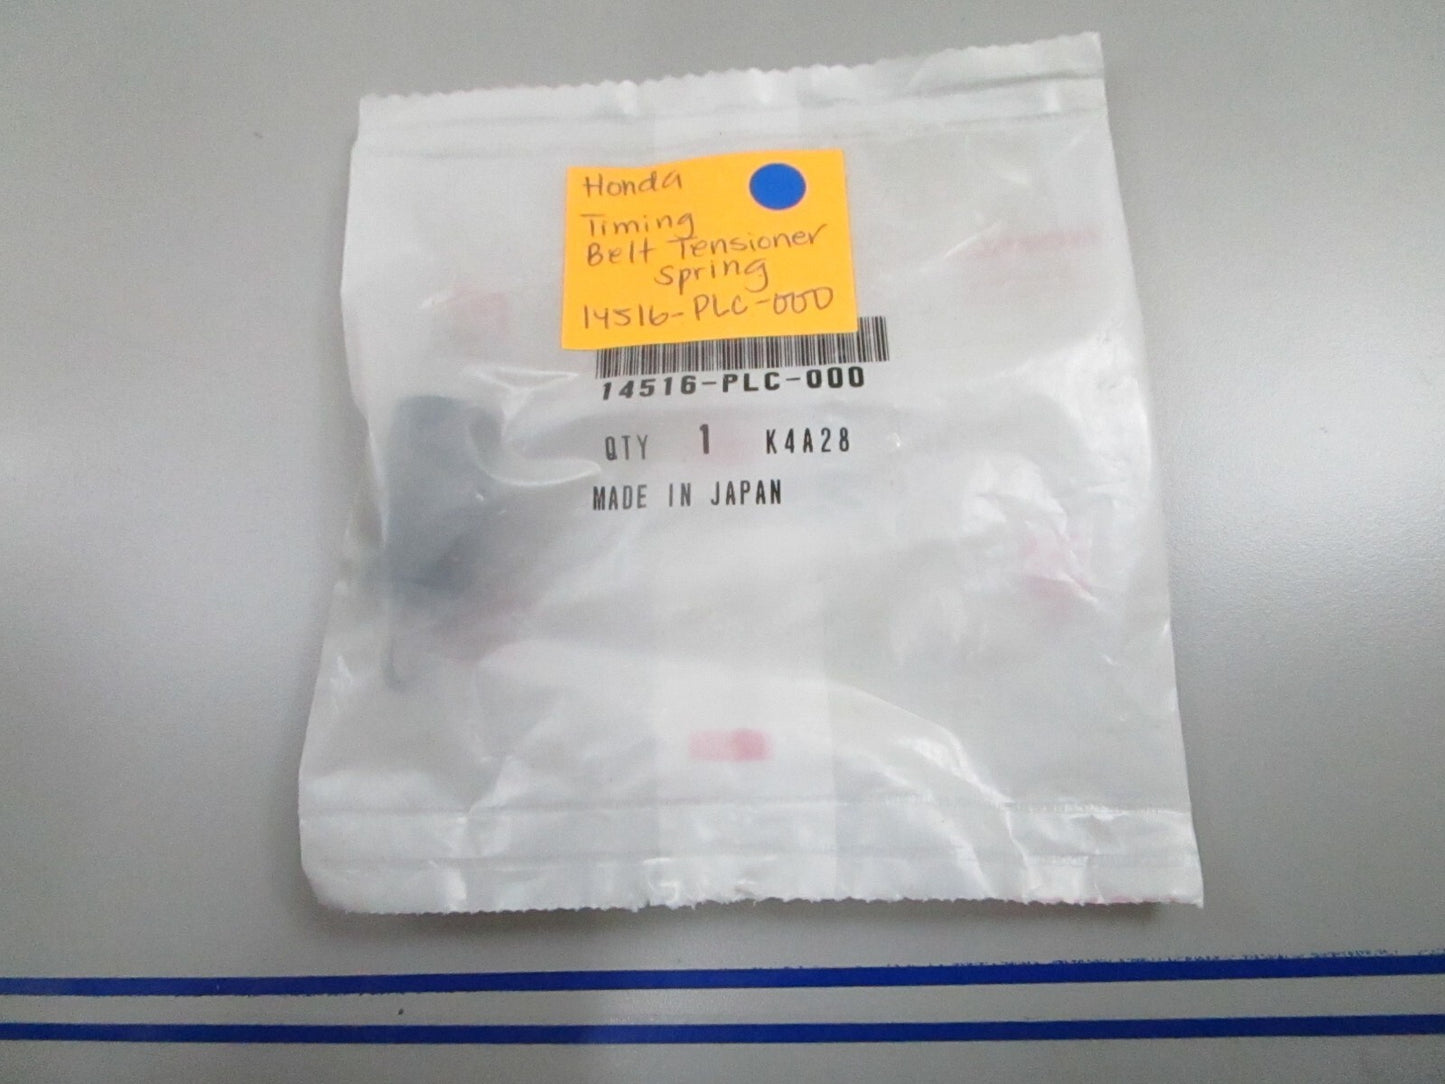 Honda
Timing
Belt Tensioner
spring
14516-PLC-000
14516-PLC-000
QTY 1 K4A28
MADE IN JAPAN